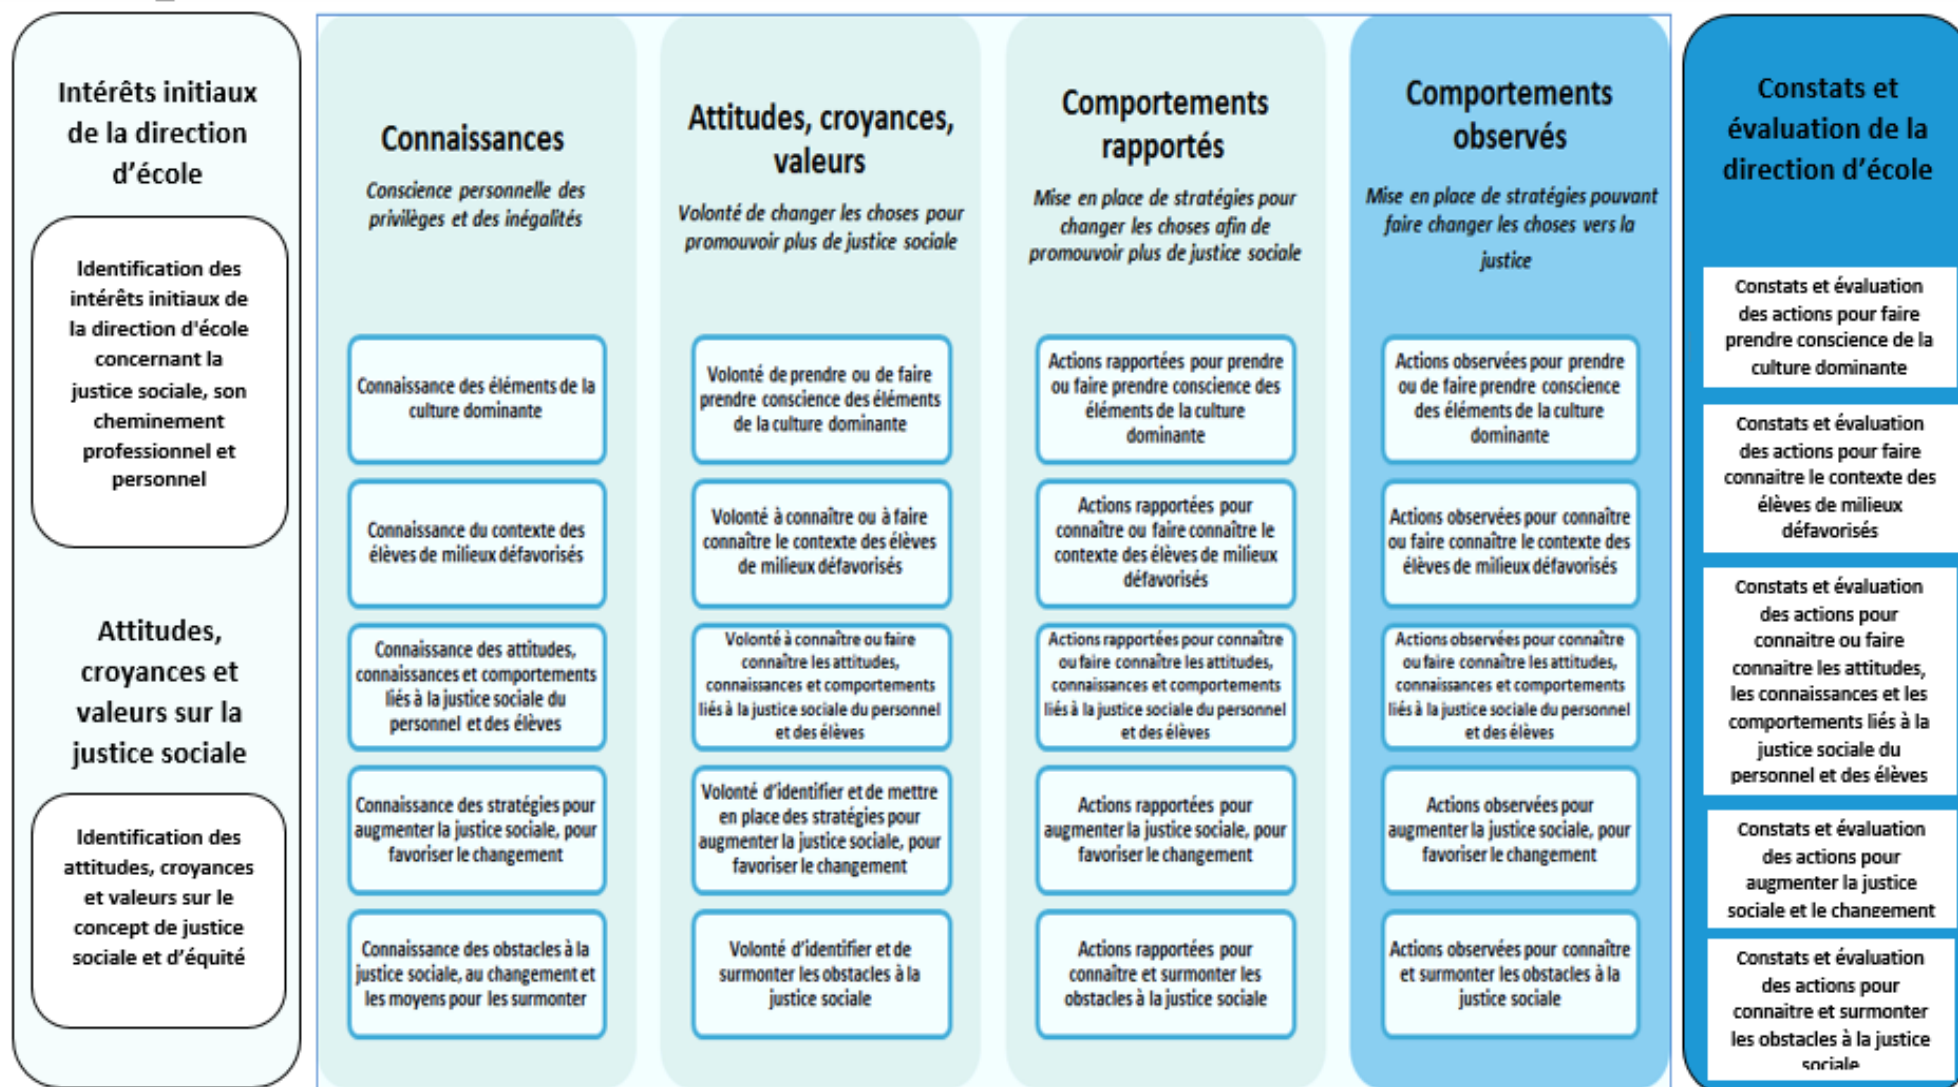 Intérêts initiaux
de la direction
d'école
Identification des
intérêts initiaux de
la direction d'école
concernant la
justice sociale, son
cheminement
professionnel et
personnel
Attitudes,
croyances et
valeurs sur la
justice sociale
Identification des
attitudes, croyances
et valeurs sur le
concept de justice
sociale et d'équité
Connaissances
Conscience personnelle des
privilèges et des inégalités
Connaissance des éléments de la
culture dominante
Connaissance du contexte des
élèves de milieux défavorisés
Connaissance des attitudes,
connaissances et comportements
liés à la justice sociale du
personnel et des élèves
Connaissance des stratégies pour
augmenter la justice sociale, pour
favoriser le changement
Connaissance des obstacles à la
justice sociale, au changement et
les moyens pour les surmonter
Attitudes, croyances,
valeurs
Volonté de changer les choses pour
promouvoir plus de justice sociale
Volonté de prendre ou de faire
prendre conscience des éléments
de la culture dominante
Volonté à connaître ou à faire
connaître le contexte des élèves
de milieux défavorisés
Volonté à connaître ou faire
connaître les attitudes,
connaissances et comportements
liés à la justice sociale du personnel
et des élèves
Volonté d'identifier et de mettre
en place des stratégies pour
augmenter la justice sociale, pour
favoriser le changement
Volonté d'identifier et de
surmonter les obstacles à la
justice sociale
Comportements
rapportés
Mise en place de stratégies pour
changer les choses afin de
promouvoir plus de justice sociale
Actions rapportées pour prendre
ou faire prendre conscience des
éléments de la culture
dominante
Actions rapportées pour
connaître ou faire connaître le
contexte des élèves de milieux
défavorisés
Actions rapportées pour connaître
ou faire connaître les attitudes,
connaissances et comportements
liés à la justice sociale du personnel
et des élèves
Actions rapportées pour
augmenter la justice sociale, pour
favoriser le changement
Actions rapportées pour
connaître et surmonter les
obstacles à la justice sociale
Comportements
observés
Mise en place de stratégies pouvant
faire changer les choses vers la
justice
Actions observées pour prendre
ou de faire prendre conscience
des éléments de la culture
dominante
Actions observées pour connaître
ou faire connaître le contexte des
élèves de milieux défavorisés
Actions observées pour connaître
ou faire connaître les attitudes,
connaissances et comportements
liés à la justice sociale du personnel
et des élèves
Actions observées pour
augmenter la justice sociale, pour
favoriser le changement
Actions observées pour connaître
et surmonter les obstacles à la
justice sociale
Constats et
évaluation de la
direction d'école
Constats et évaluation
des actions pour faire
prendre conscience de la
culture dominante
Constats et évaluation
des actions pour faire
connaitre le contexte des
élèves de milieux
défavorisés
Constats et évaluation
des actions pour
connaitre ou faire
connaitre les attitudes,
les connaissances et les
comportements liés à la
justice sociale du
personnel et des élèves
Constats et évaluation
des actions pour
augmenter la justice
sociale et le changement
Constats et évaluation
des actions pour
connaitre et surmonter
les obstacles à la justice
sociale